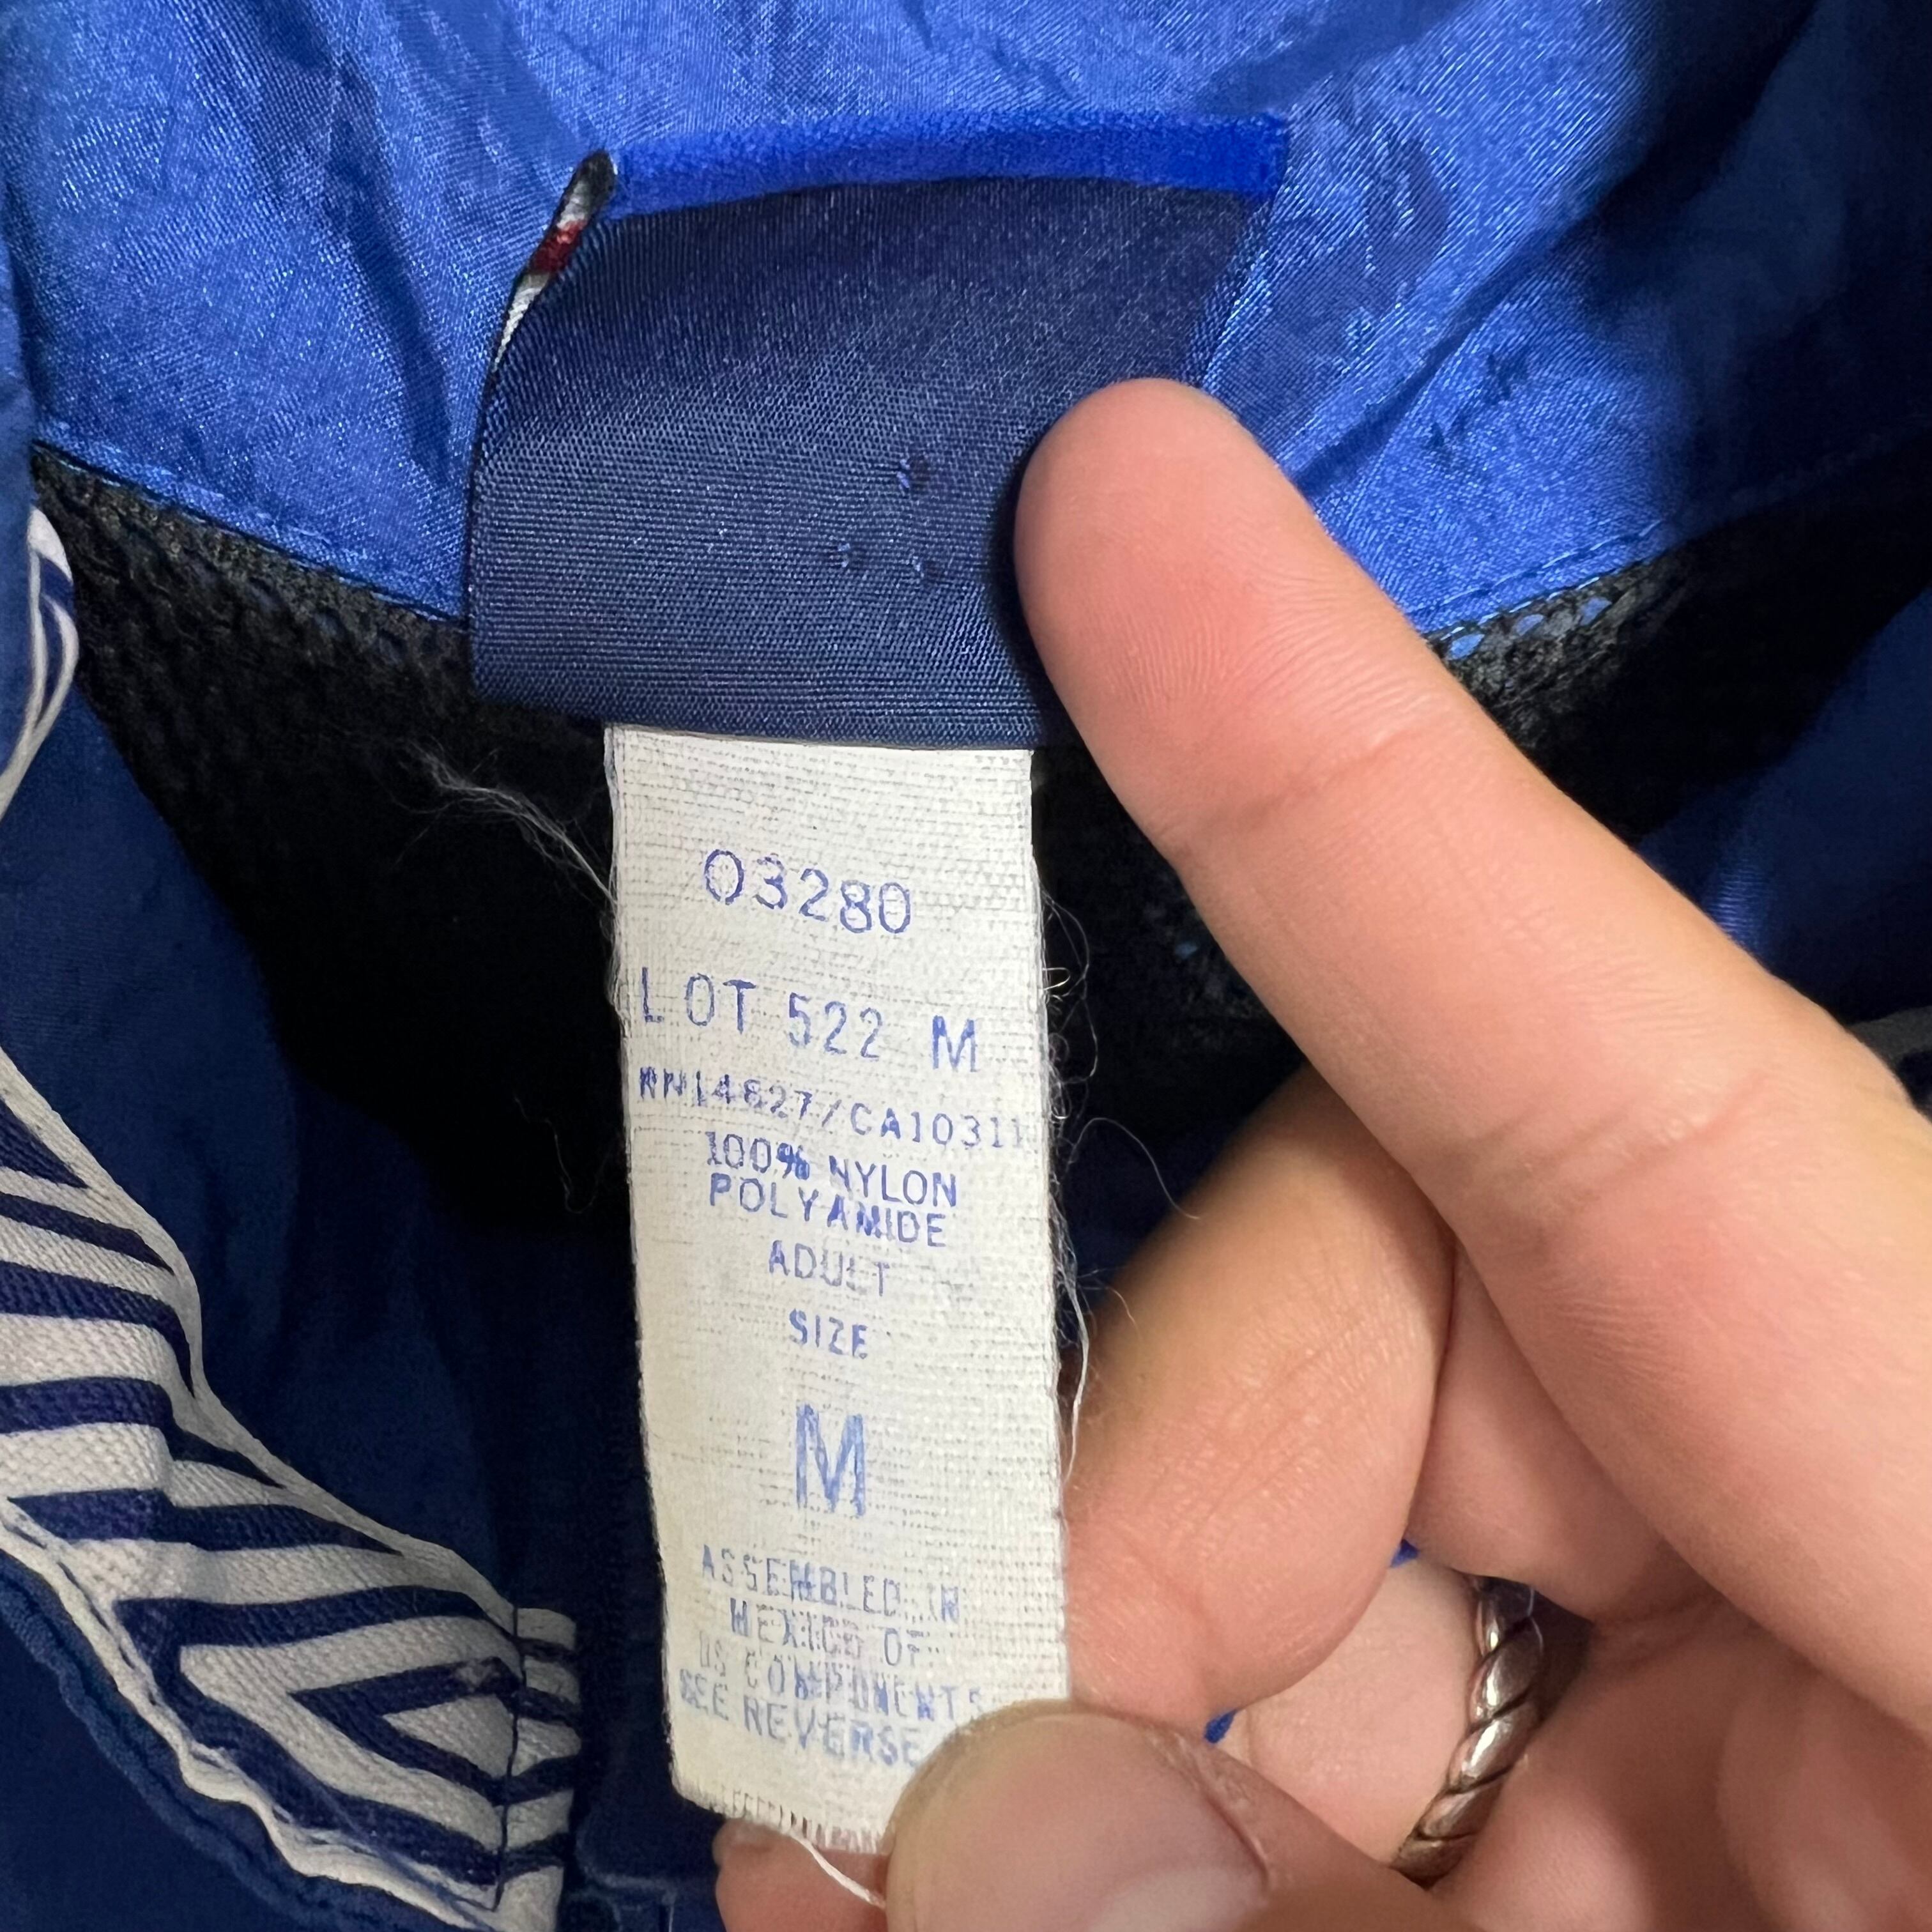 03280
LOT 522 M
RN14627/CA10311
100% NYLON
POLYAMIDE
ADULT
SIZE
M
ASSEMBLED IN
MEXICO OF
US COMPONENTS
SEE REVERSE